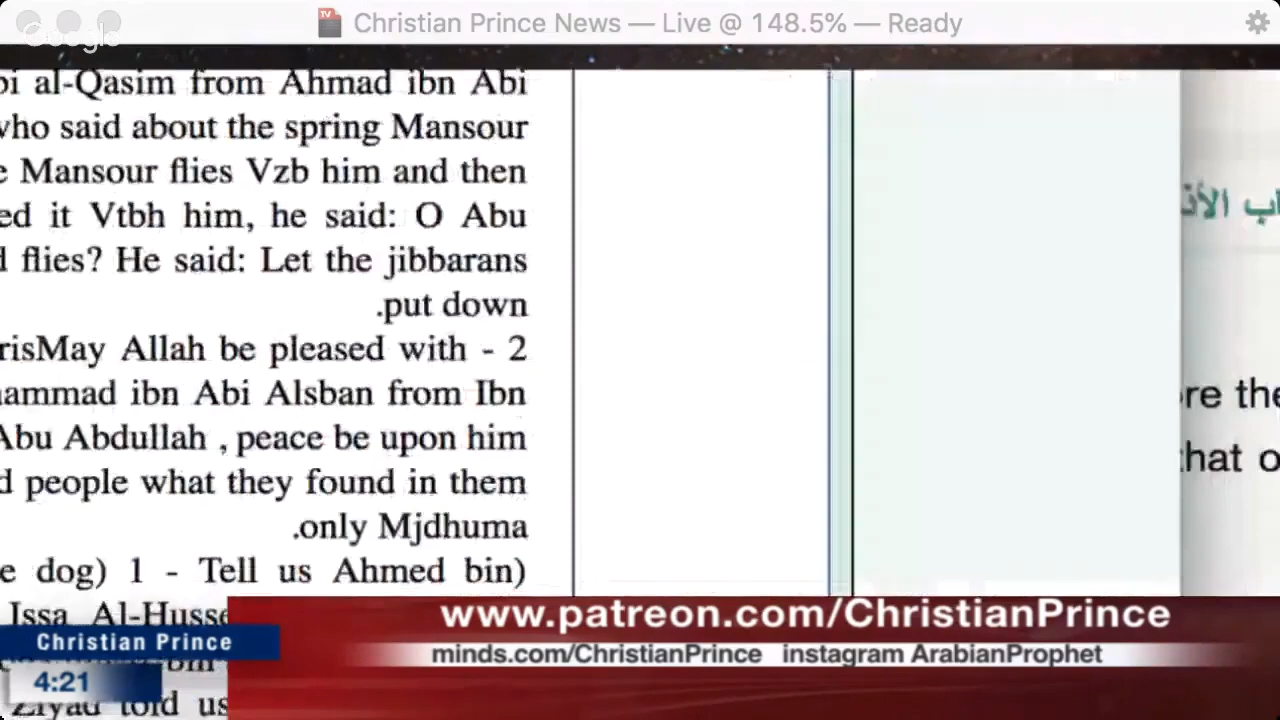 Google
TV
Christian Prince News — Live @ 148.5% — Ready
bi al-Qasim from Ahmad ibn Abi
who said about the spring Mansour
e Mansour flies Vzb him and then
ed it Vtbh him, he said: O Abu
d flies? He said: Let the jibbarans
.put down
risMay Allah be pleased with - 2
ammad ibn Abi Alsban from Ibn
Abu Abdullah , peace be upon him
d people what they found in them
.only Mjdhuma
e dog) 1 - Tell us Ahmed bin)
Issa Al-Husse
Ziyad told us
اب الأذ
re the
hat o
www.patreon.com/ChristianPrince
Christian Prince
minds.com/ChristianPrince instagram ArabianProphet
4:21